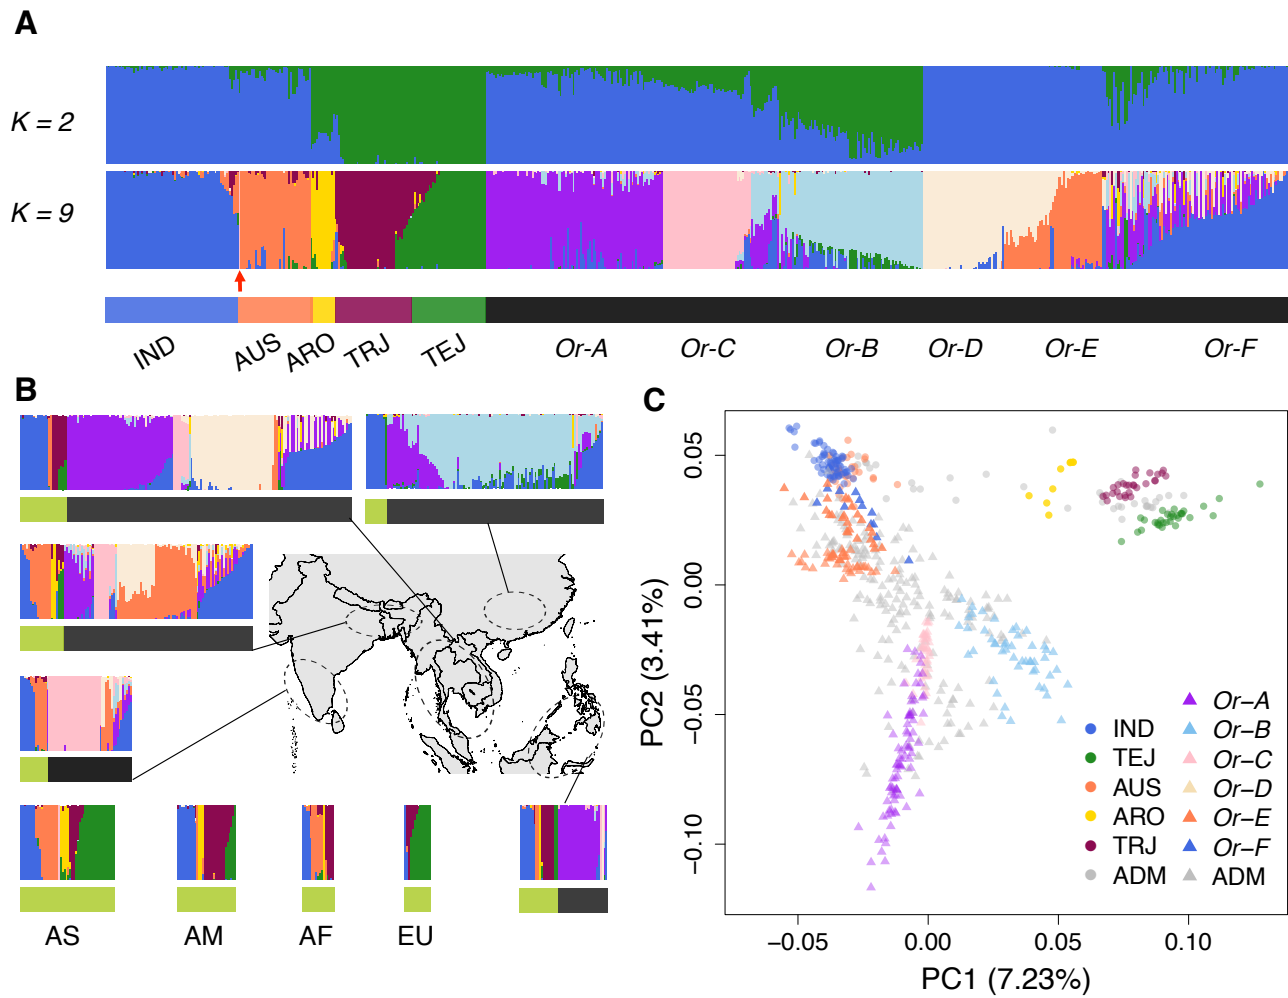 A
K = 2
K = 9
IND AUS ARO TRJ TEJ Or-A Or-C Or-B Or-D Or-E Or-F
B
AS AM AF EU
C
0.05
0.00
−0.05
−0.10
PC2 (3.41%)
IND
TEJ
AUS
ARO
TRJ
ADM
Or−A
Or−B
Or−C
Or−D
Or−E
Or−F
ADM
−0.05 0.00 0.05 0.10
PC1 (7.23%)